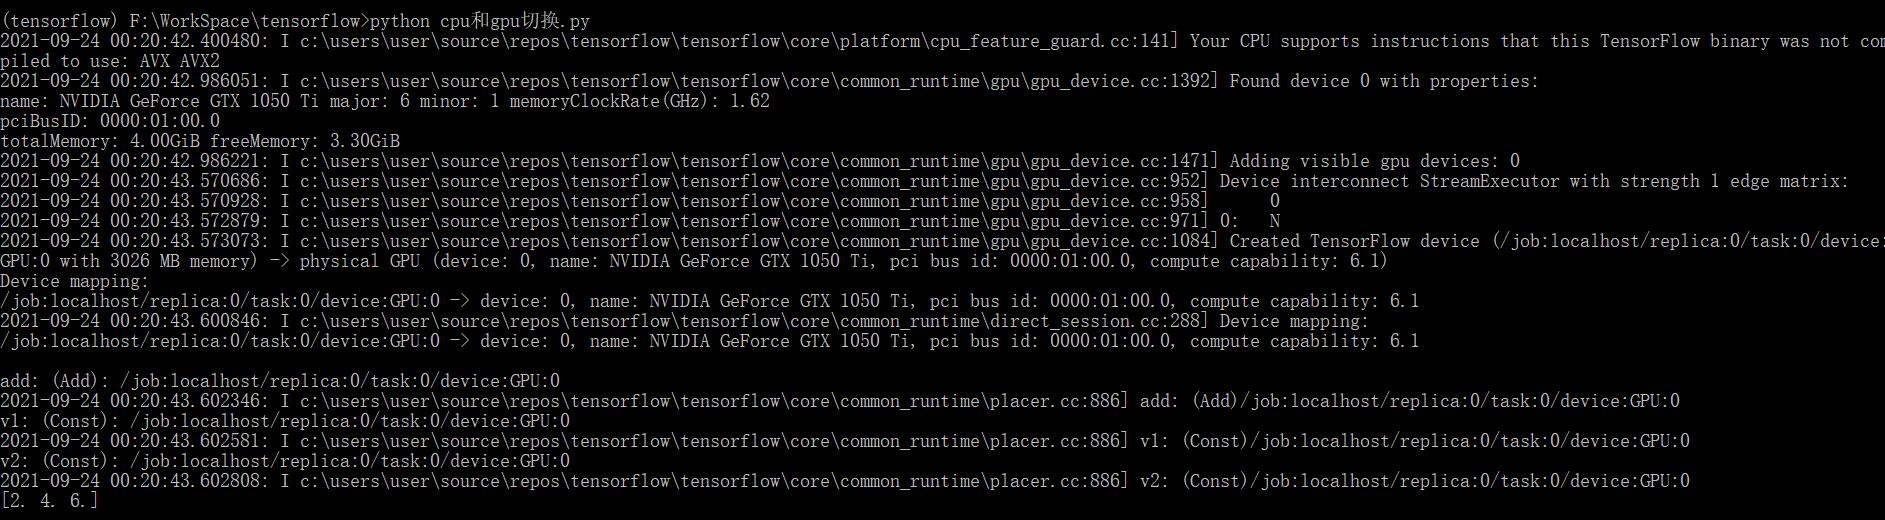 (tensorflow) F:\WorkSpace\tensorflow>python cpu和gpu切换.py
2021-09-24 00:20:42.400480: I c:\users\user\source\repos\tensorflow\tensorflow\core\platform\cpu_feature_guard.cc:141] Your CPU supports instructions that this TensorFlow binary was not com
piled to use: AVX AVX2
2021-09-24 00:20:42.986051: I c:\users\user\source\repos\tensorflow\tensorflow\core\common_runtime\gpu\gpu_device.cc:1392] Found device 0 with properties:
name: NVIDIA GeForce GTX 1050 Ti major: 6 minor: 1 memoryClockRate(GHz): 1.62
pciBusID: 0000:01:00.0
totalMemory: 4.00GiB freeMemory: 3.30GiB
2021-09-24 00:20:42.986221: I c:\users\user\source\repos\tensorflow\tensorflow\core\common_runtime\gpu\gpu_device.cc:1471] Adding visible gpu devices: 0
2021-09-24 00:20:43.570686: I c:\users\user\source\repos\tensorflow\tensorflow\core\common_runtime\gpu\gpu_device.cc:952] Device interconnect StreamExecutor with strength 1 edge matrix:
2021-09-24 00:20:43.570928: I c:\users\user\source\repos\tensorflow\tensorflow\core\common_runtime\gpu\gpu_device.cc:958]      0
2021-09-24 00:20:43.572879: I c:\users\user\source\repos\tensorflow\tensorflow\core\common_runtime\gpu\gpu_device.cc:971] 0:   N
2021-09-24 00:20:43.573073: I c:\users\user\source\repos\tensorflow\tensorflow\core\common_runtime\gpu\gpu_device.cc:1084] Created TensorFlow device (/job:localhost/replica:0/task:0/device:
GPU:0 with 3026 MB memory) -> physical GPU (device: 0, name: NVIDIA GeForce GTX 1050 Ti, pci bus id: 0000:01:00.0, compute capability: 6.1)
Device mapping:
/job:localhost/replica:0/task:0/device:GPU:0 -> device: 0, name: NVIDIA GeForce GTX 1050 Ti, pci bus id: 0000:01:00.0, compute capability: 6.1
2021-09-24 00:20:43.600846: I c:\users\user\source\repos\tensorflow\tensorflow\core\common_runtime\direct_session.cc:288] Device mapping:
/job:localhost/replica:0/task:0/device:GPU:0 -> device: 0, name: NVIDIA GeForce GTX 1050 Ti, pci bus id: 0000:01:00.0, compute capability: 6.1
add: (Add): /job:localhost/replica:0/task:0/device:GPU:0
2021-09-24 00:20:43.602346: I c:\users\user\source\repos\tensorflow\tensorflow\core\common_runtime\placer.cc:886] add: (Add)/job:localhost/replica:0/task:0/device:GPU:0
v1: (Const): /job:localhost/replica:0/task:0/device:GPU:0
2021-09-24 00:20:43.602581: I c:\users\user\source\repos\tensorflow\tensorflow\core\common_runtime\placer.cc:886] v1: (Const)/job:localhost/replica:0/task:0/device:GPU:0
v2: (Const): /job:localhost/replica:0/task:0/device:GPU:0
2021-09-24 00:20:43.602808: I c:\users\user\source\repos\tensorflow\tensorflow\core\common_runtime\placer.cc:886] v2: (Const)/job:localhost/replica:0/task:0/device:GPU:0
[2. 4. 6.]